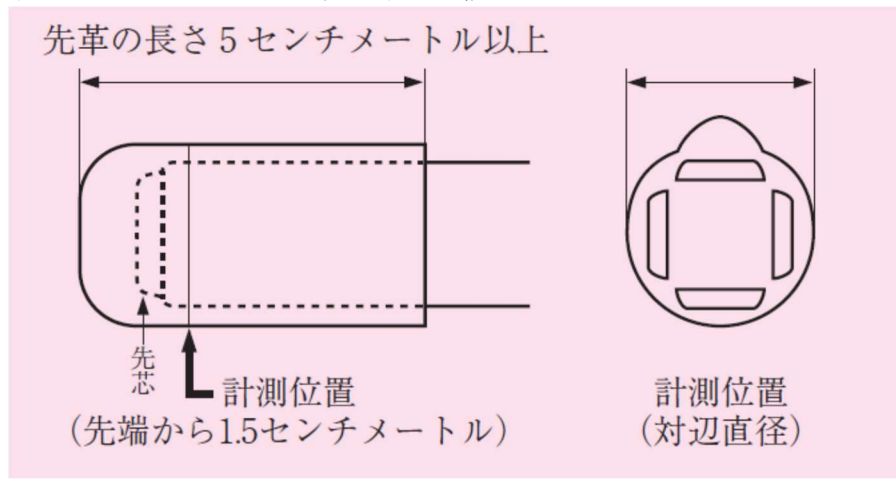 先革の長さ5センチメートル以上
先芯
計測位置
(先端から1.5センチメートル)
計測位置
(対辺直径)